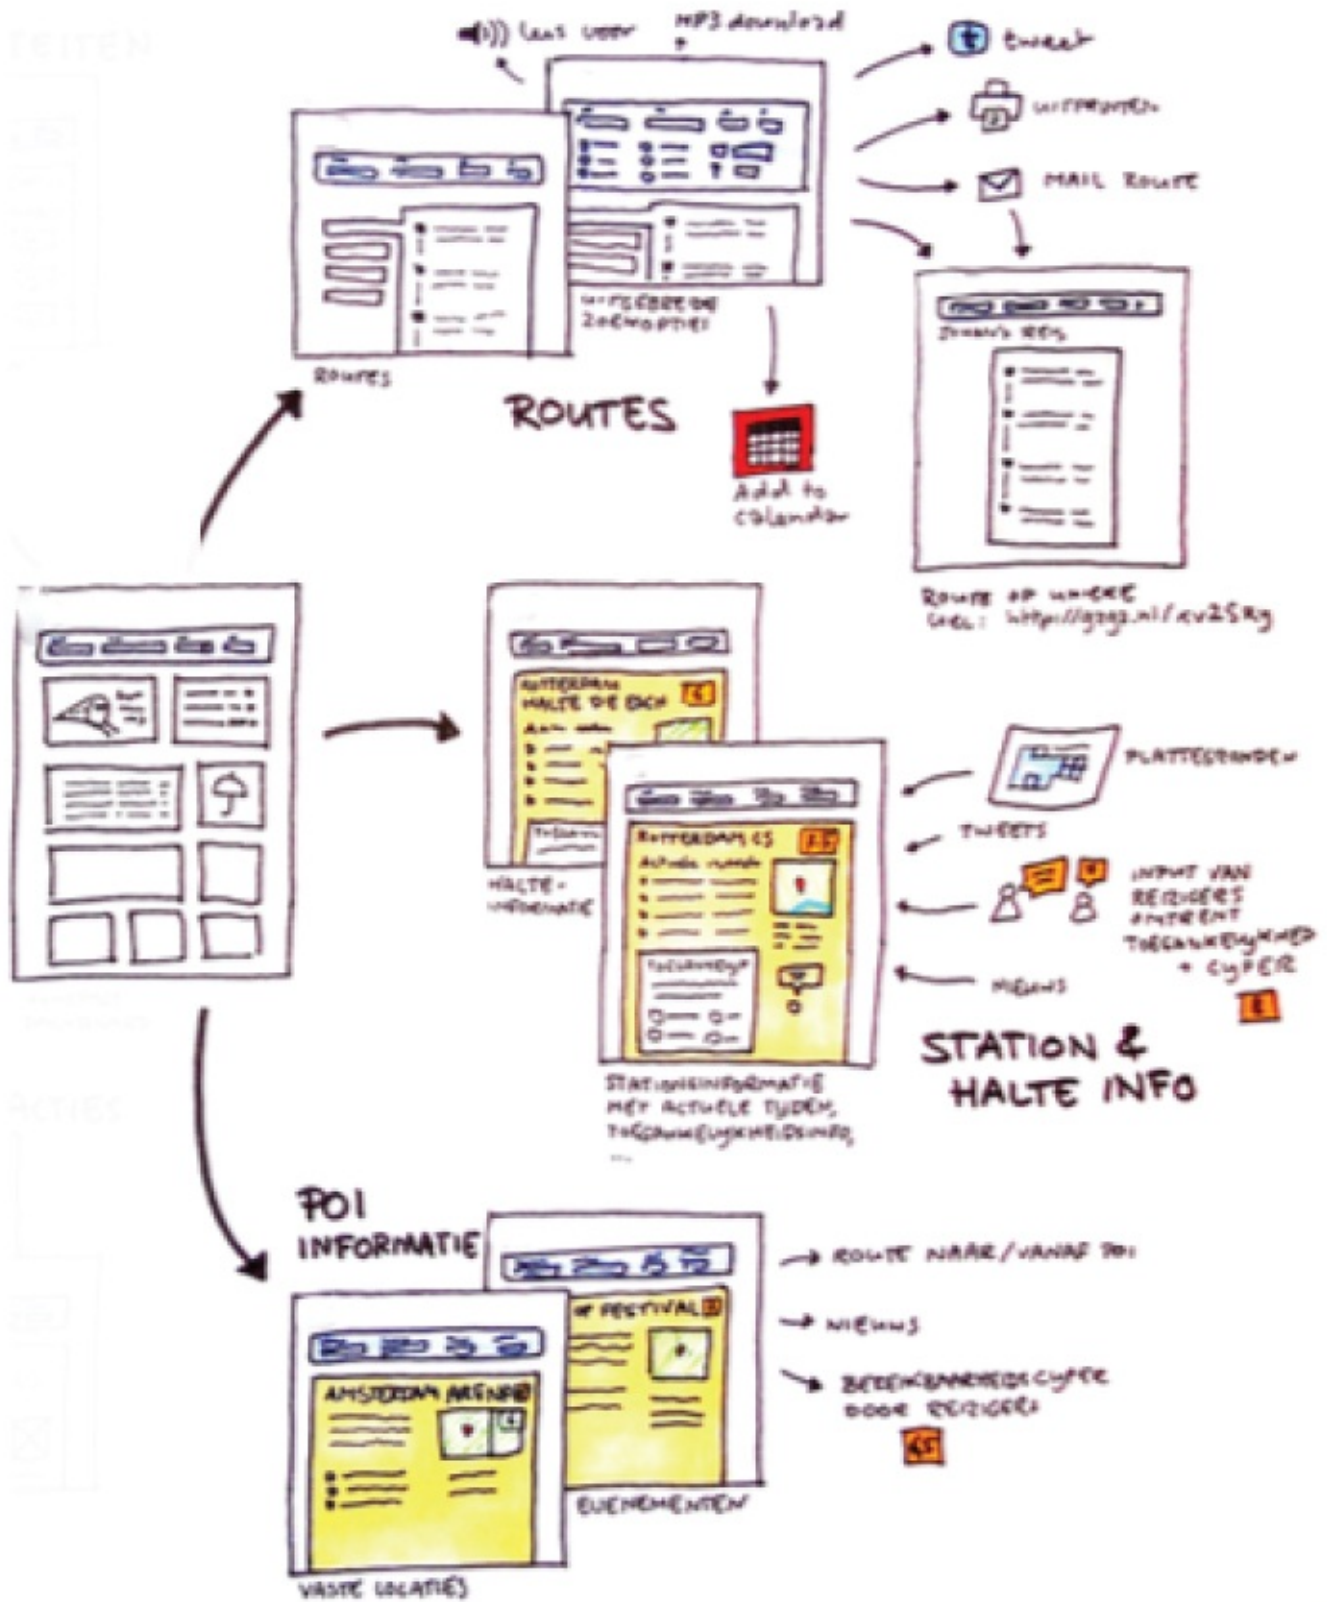 lees voor
MP3 download
tweet
UITPRINTEN
MAIL ROUTE
UITGEBREIDE
ZOEKOPTIES
ROUTES
ROUTES
Add to
calendar
JOHAN'S REIS
ROUTE OP UNIEKE
URL: http://9292.nl/
ROTTERDAM
HALTE DE
HALTE-
INFORMATIE
ROTTERDAM CS
Actuele
PLATTEGRONDEN
TWEETS
INPUT VAN
REIZIGERS
OMTRENT
TOEGANKELIJKHEID
+ CIJFER
NIEUWS
STATION &
HALTE INFO
STATIONSINFORMATIE
MET ACTUELE TIJDEN,
TOEGANKELIJKHEIDSINFO,
...
POI
INFORMATIE
OP FESTIVAL
AMSTERDAM ARENA
ROUTE NAAR/VANAF POI
NIEUWS
BEREIKBAARHEIDSCIJFER
DOOR REIZIGERS
EVENEMENTEN
VASTE LOCATIES